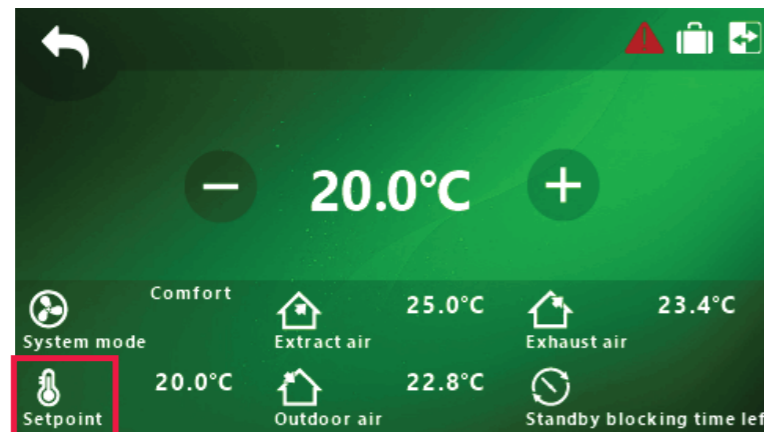 20.0°C
Comfort
System mode
25.0°C
Extract air
23.4°C
Exhaust air
20.0°C
Setpoint
22.8°C
Outdoor air
Standby blocking time lef